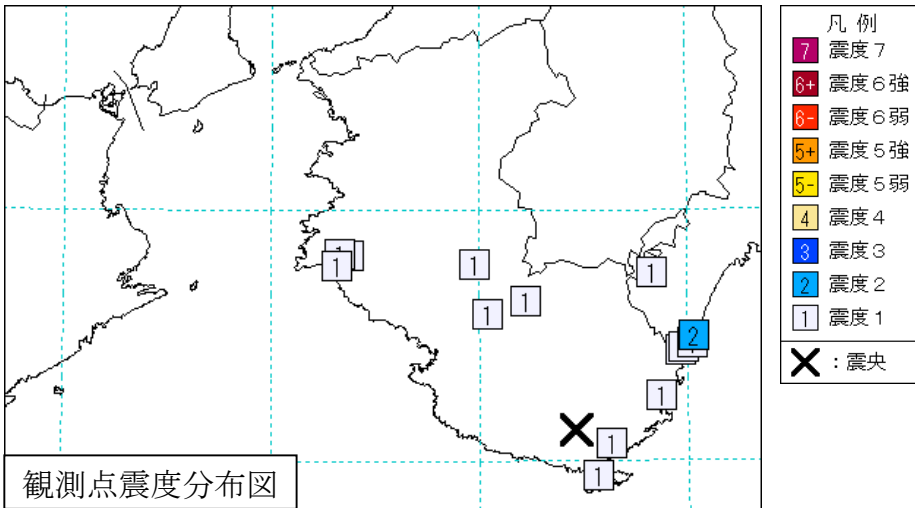 凡 例
7 震度７
6+ 震度６強
6- 震度６弱
5+ 震度５強
5- 震度５弱
4 震度４
3 震度３
2 震度２
1 震度１
：震央
1
1
1
1
1
1
2
1
1
1
1
観測点震度分布図